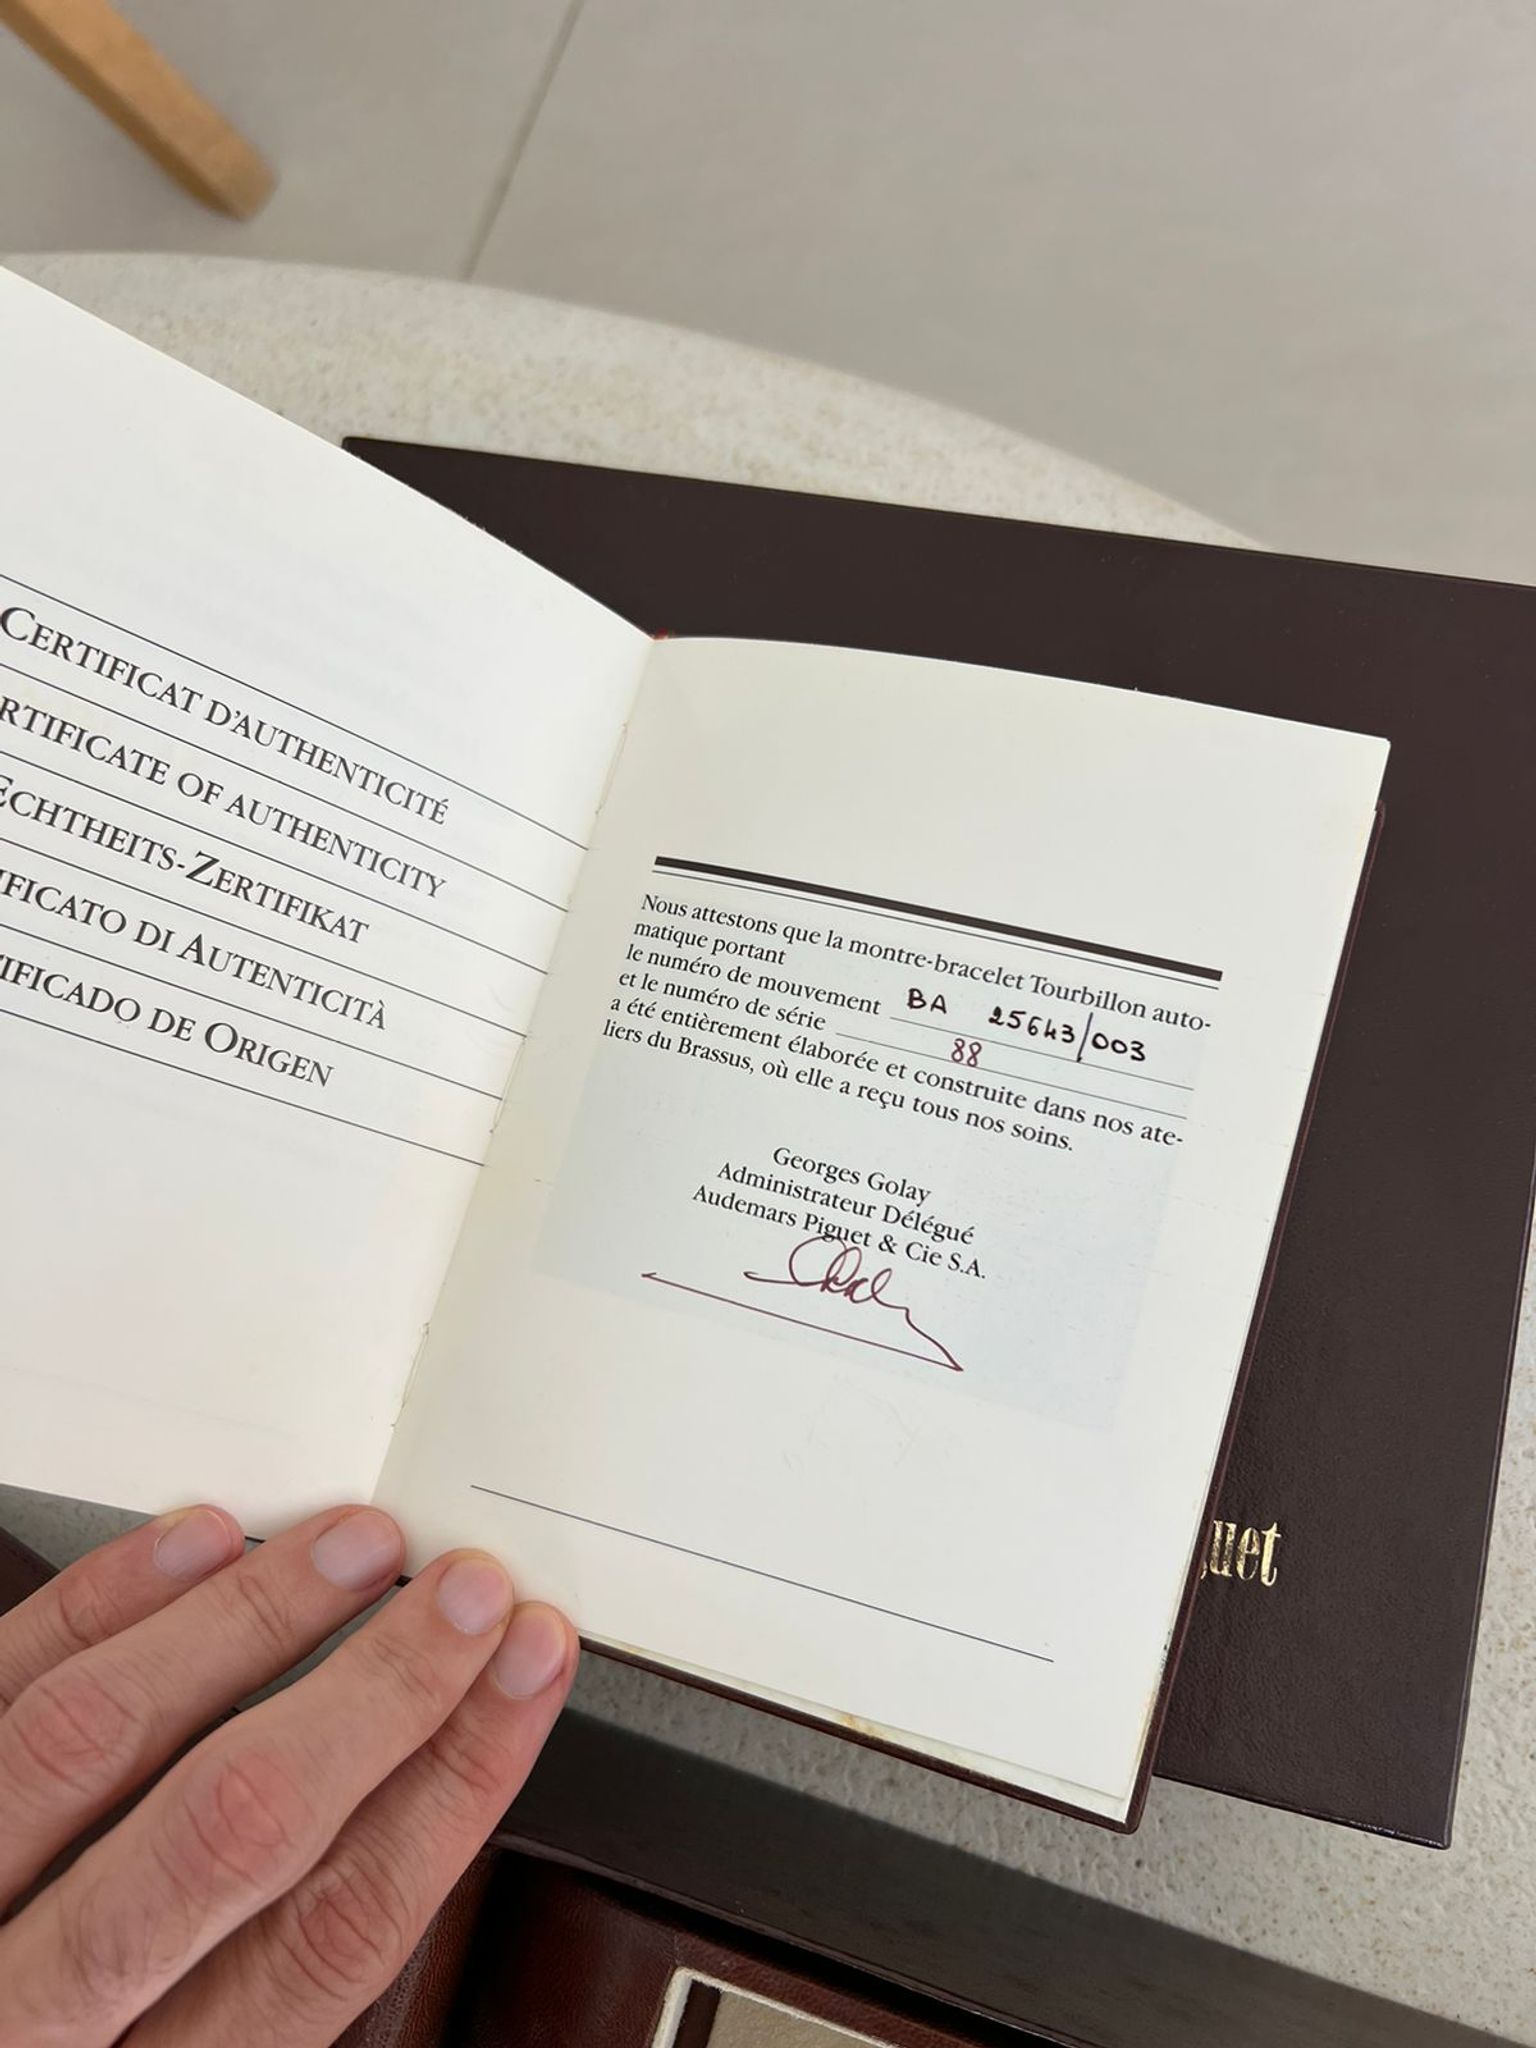 CERTIFICAT D'AUTHENTICITÉ
RTIFICATE OF AUTHENTICITY
ECHTHEITS-ZERTIFIKAT
IFICATO DI AUTENTICITÀ
TIFICADO DE ORIGEN
Nous attestons que la montre-bracelet Tourbillon auto-
matique portant
le numéro de mouvement BA 25643/003
et le numéro de série 88
a été entièrement élaborée et construite dans nos ate-
liers du Brassus, où elle a reçu tous nos soins.
Georges Golay
Administrateur Délégué
Audemars Piguet & Cie S.A.
guet